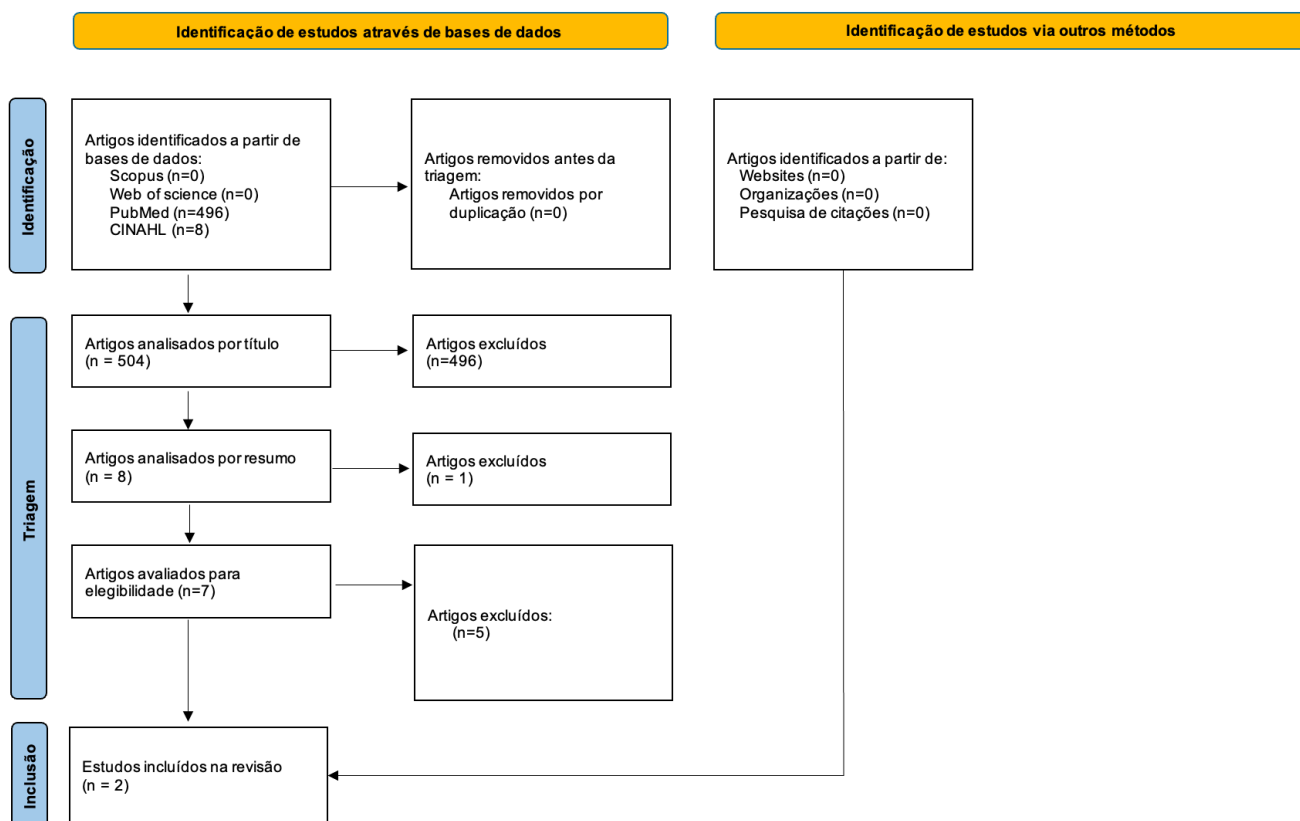 Identificação de estudos através de bases de dados
Identificação de estudos via outros métodos
Identificação
Artigos identificados a partir de
bases de dados:
Scopus (n=0)
Web of science (n=0)
PubMed (n=496)
CINAHL (n=8)
Artigos removidos antes da
triagem:
Artigos removidos por
duplicação (n=0)
Artigos identificados a partir de:
Websites (n=0)
Organizações (n=0)
Pesquisa de citações (n=0)
Triagem
Artigos analisados por título
(n = 504)
Artigos excluídos
(n=496)
Artigos analisados por resumo
(n = 8)
Artigos excluídos
(n = 1)
Artigos avaliados para
elegibilidade (n=7)
Artigos excluídos:
(n=5)
Inclusão
Estudos incluídos na revisão
(n = 2)